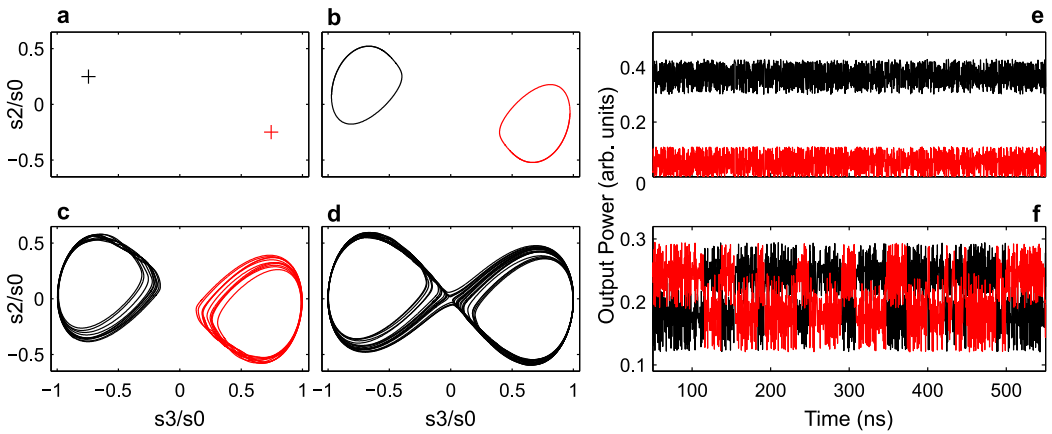 a
b
e
0.5
0
−0.5
s2/s0
0.4
0.2
0
Output Power (arb. units)
c
d
f
0.5
0
−0.5
s2/s0
0.3
0.2
0.1
−1 −0.5 0 0.5 1
−1 −0.5 0 0.5 1
100 200 300 400 500
s3/s0
s3/s0
Time (ns)